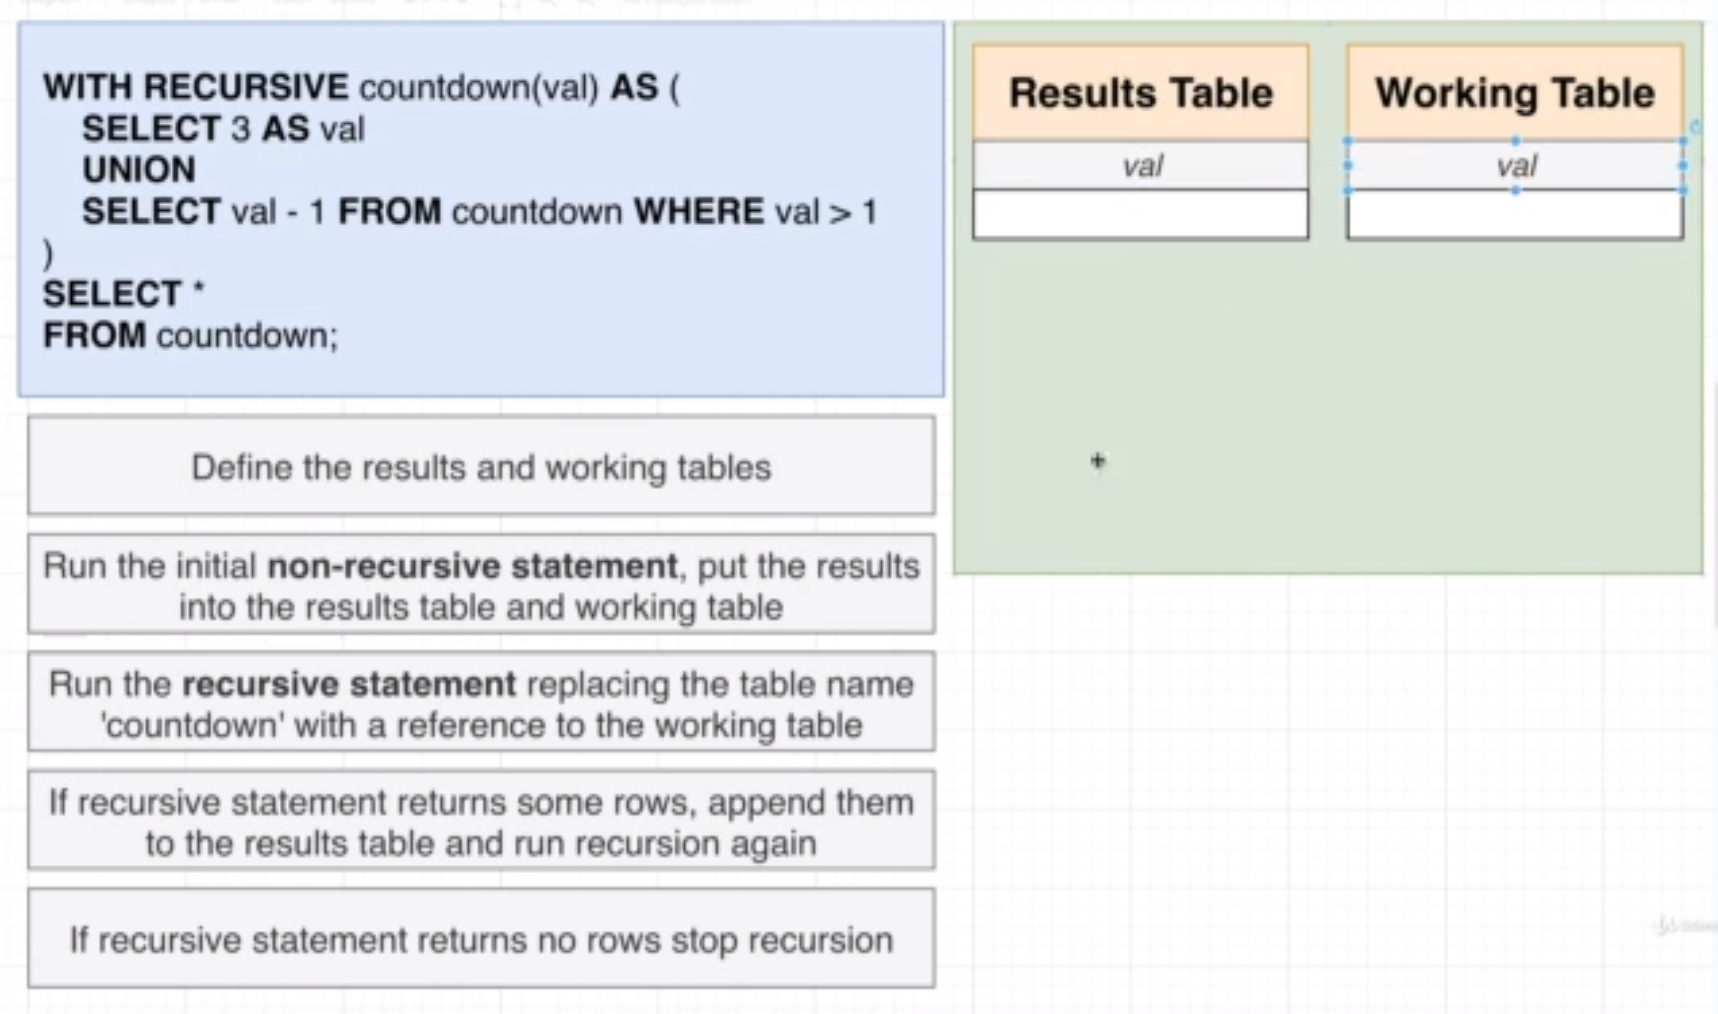 WITH RECURSIVE countdown(val) AS (
SELECT 3 AS val
UNION
SELECT val - 1 FROM countdown WHERE val > 1
)
SELECT *
FROM countdown;
Define the results and working tables
Run the initial non-recursive statement, put the results
into the results table and working table
Run the recursive statement replacing the table name
'countdown' with a reference to the working table
If recursive statement returns some rows, append them
to the results table and run recursion again
If recursive statement returns no rows stop recursion
Results Table
val
Working Table
val